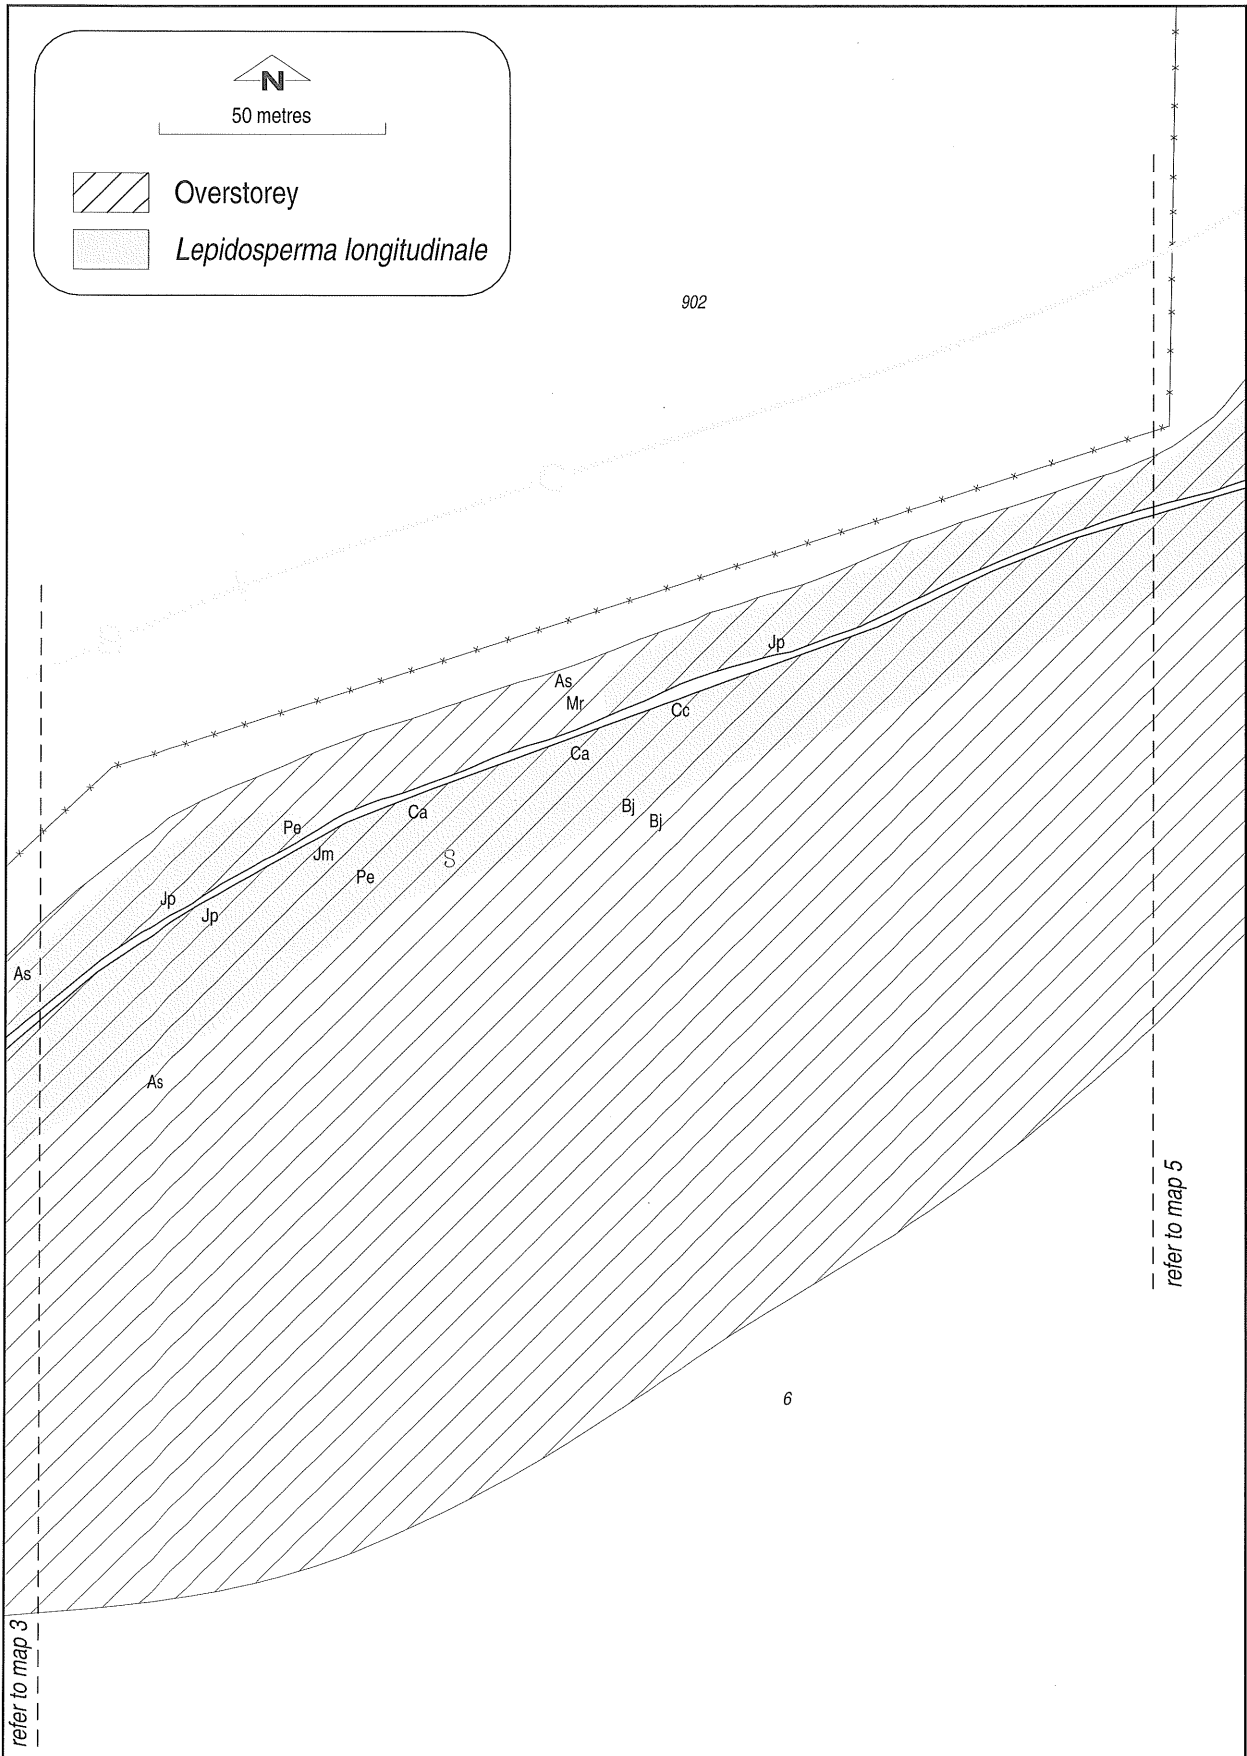 N
50 metres
Overstorey
Lepidosperma longitudinale
902
C
S
Jp
As
Mr
Cc
Ca
Bj
Ca
Bj
Pe
Jm
S
Pe
Jp
Jp
As
As
refer to map 5
6
refer to map 3